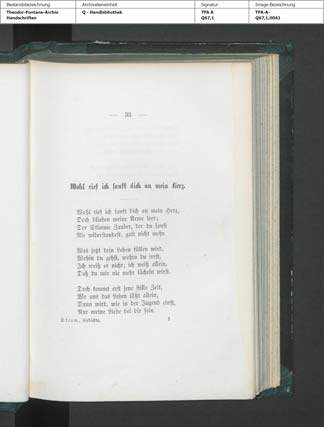 Bestandsbezeichnung Archivalieneinheit Signatur Image-Bezeichnung
Theodor-Fontane-Archiv Q - Handbibliothek TFA A TFA-A-
Handschriften Q57,1 Q67,1,0041
— 33 —
Wohl rief ich sanft dich an mein Herz.
Wohl rief ich sanft dich an mein Herz,
Doch blieben meine Arme leer;
Der Stimme Zauber, der du sonst
Nie widerstandest, galt nicht mehr.
Was jetzt dein Leben füllen wird,
Wohin du gehst, wohin du irrst,
Ich weiß es nicht; ich weiß allein,
Daß du mir nie mehr lächeln wirst.
Doch kommt erst jene stille Zeit,
Wo uns das Leben läßt allein,
Dann wird, wie in der Jugend einst,
Nur meine Liebe bei dir sein.
Storm, Gedichte. 3